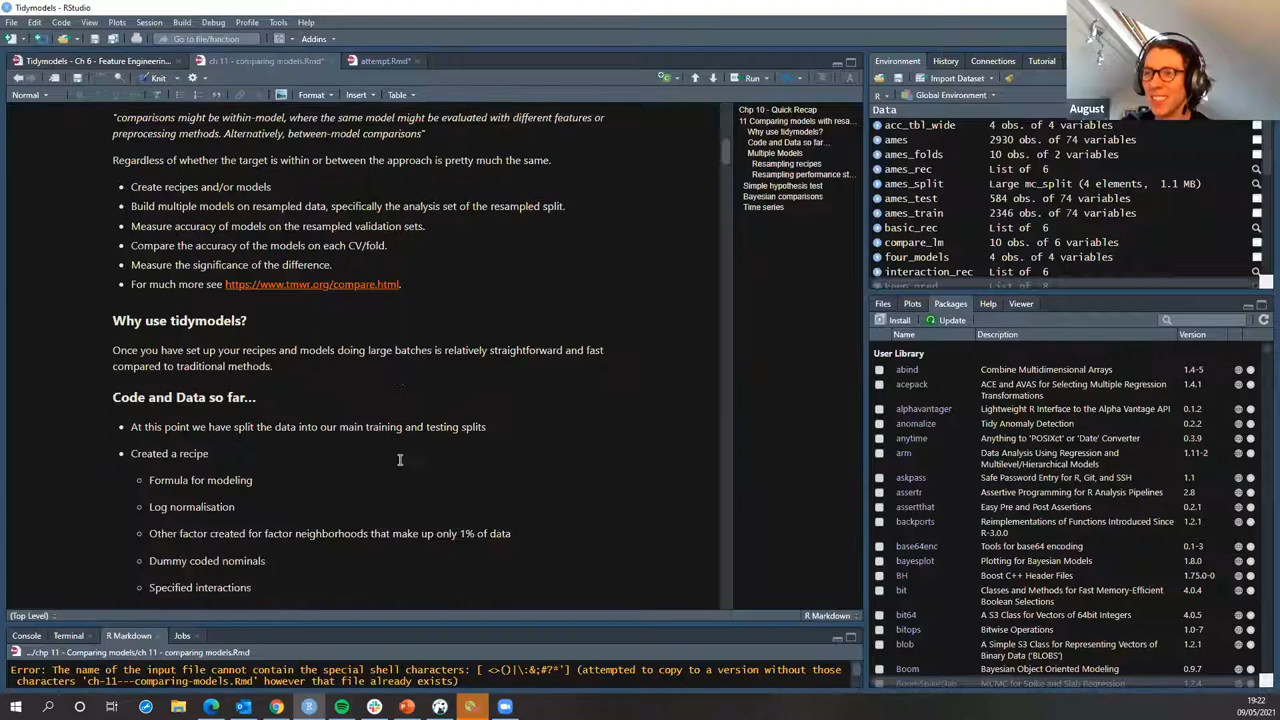 Tidymodels - RStudio
File Edit Code View Plots Session Build Debug Profile Tools Help
Go to file/function Addins
Tidymodels - Ch 6 - Feature Engineerin... ch 11 - comparing models.Rmd* attempt.Rmd*
Knit Run
Normal Format Insert Table
"comparisons might be within-model, where the same model might be evaluated with different features or
preprocessing methods. Alternatively, between-model comparisons"
Regardless of whether the target is within or between the approach is pretty much the same.
Create recipes and/or models
Build multiple models on resampled data, specifically the analysis set of the resampled split.
Measure accuracy of models on the resampled validation sets.
Compare the accuracy of the models on each CV/fold.
Measure the significance of the difference.
For much more see https://www.tmwr.org/compare.html.
Why use tidymodels?
Once you have set up your recipes and models doing large batches is relatively straightforward and fast
compared to traditional methods.
Code and Data so far...
At this point we have split the data into our main training and testing splits
Created a recipe
Formula for modeling
Log normalisation
Other factor created for factor neighborhoods that make up only 1% of data
Dummy coded nominals
Specified interactions
(Top Level) R Markdown
Chp 10 - Quick Recap
11 Comparing models with resa...
Why use tidymodels?
Code and Data so far...
Multiple Models
Resampling recipes
Resampling performance st...
Simple hypothesis test
Bayesian comparisons
Time series
Console Terminal R Markdown Jobs
.../chp 11 - Comparing models/ch 11 - comparing models.Rmd
Error: The name of the input file cannot contain the special shell characters: [ <>()|\:&;#?*'] (attempted to copy to a version without those
characters 'ch-11---comparing-models.Rmd' however that file already exists)
Environment History Connections Tutorial
Import Dataset
R Global Environment
August
Data
acc_tbl_wide 4 obs. of 4 variables
ames 2930 obs. of 74 variables
ames_folds 10 obs. of 2 variables
ames_rec List of 6
ames_split Large mc_split (4 elements, 1.1 MB)
ames_test 584 obs. of 74 variables
ames_train 2346 obs. of 74 variables
basic_rec List of 6
compare_lm 10 obs. of 6 variables
four_models 4 obs. of 4 variables
interaction_rec List of 6
keep_pred List of 8
Files Plots Packages Help Viewer
Install Update
Name Description Version
User Library
abind Combine Multidimensional Arrays 1.4-5
acepack ACE and AVAS for Selecting Multiple Regression Transformations 1.4.1
alphavantager Lightweight R Interface to the Alpha Vantage API 0.1.2
anomalize Tidy Anomaly Detection 0.2.2
anytime Anything to 'POSIXct' or 'Date' Converter 0.3.9
arm Data Analysis Using Regression and Multilevel/Hierarchical Models 1.11-2
askpass Safe Password Entry for R, Git, and SSH 1.1
assertr Assertive Programming for R Analysis Pipelines 2.8
assertthat Easy Pre and Post Assertions 0.2.1
backports Reimplementations of Functions Introduced Since R-3.0.0 1.2.1
base64enc Tools for base64 encoding 0.1-3
bayesplot Plotting for Bayesian Models 1.8.0
BH Boost C++ Header Files 1.75.0-0
bit Classes and Methods for Fast Memory-Efficient Boolean Selections 4.0.4
bit64 A S3 Class for Vectors of 64bit Integers 4.0.5
bitops Bitwise Operations 1.0-7
blob A Simple S3 Class for Representing Vectors of Binary Data ('BLOBS') 1.2.1
Boom Bayesian Object Oriented Modeling 0.9.7
BoomSpikeSlab MCMC for Spike and Slab Regression 1.2.4
19:22
09/05/2021